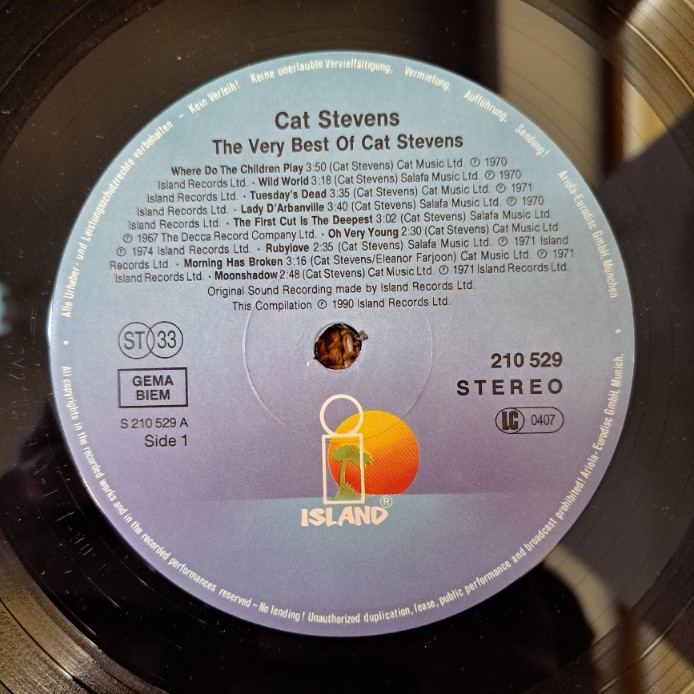 Alle Urheber- und Leistungsschutzrechte vorbehalten - Kein Verleih! Keine unerlaubte Vervielfältigung, Vermietung, Aufführung, Sendung! Ariola-Eurodisc GmbH, München
Cat Stevens
The Very Best Of Cat Stevens
Where Do The Children Play 3:50 (Cat Stevens) Cat Music Ltd. ℗ 1970
Island Records Ltd. · Wild World 3:18 (Cat Stevens) Salafa Music Ltd. ℗ 1970
Island Records Ltd. · Tuesday's Dead 3:35 (Cat Stevens) Cat Music Ltd. ℗ 1971
Island Records Ltd. · Lady D'Arbanville 3:40 (Cat Stevens) Salafa Music Ltd. ℗ 1970
Island Records Ltd. · The First Cut Is The Deepest 3:02 (Cat Stevens) Salafa Music Ltd.
℗ 1967 The Decca Record Company Ltd. · Oh Very Young 2:30 (Cat Stevens) Cat Music Ltd.
℗ 1974 Island Records Ltd. · Rubylove 2:35 (Cat Stevens) Salafa Music Ltd. ℗ 1971 Island
Records Ltd. · Morning Has Broken 3:16 (Cat Stevens/Eleanor Farjoon) Cat Music Ltd. ℗ 1971
Island Records Ltd. · Moonshadow 2:48 (Cat Stevens) Cat Music Ltd. ℗ 1971 Island Records Ltd.
Original Sound Recording made by Island Records Ltd.
This Compilation ℗ 1990 Island Records Ltd.
ST 33
GEMA
BIEM
S 210 529 A
Side 1
210 529
STEREO
LC 0407
ISLAND®
All copyrights in the recorded works and in the recorded performances reserved - No lending! Unauthorized duplication, lease, public performance and broadcast prohibited! Ariola-Eurodisc GmbH, Munich.